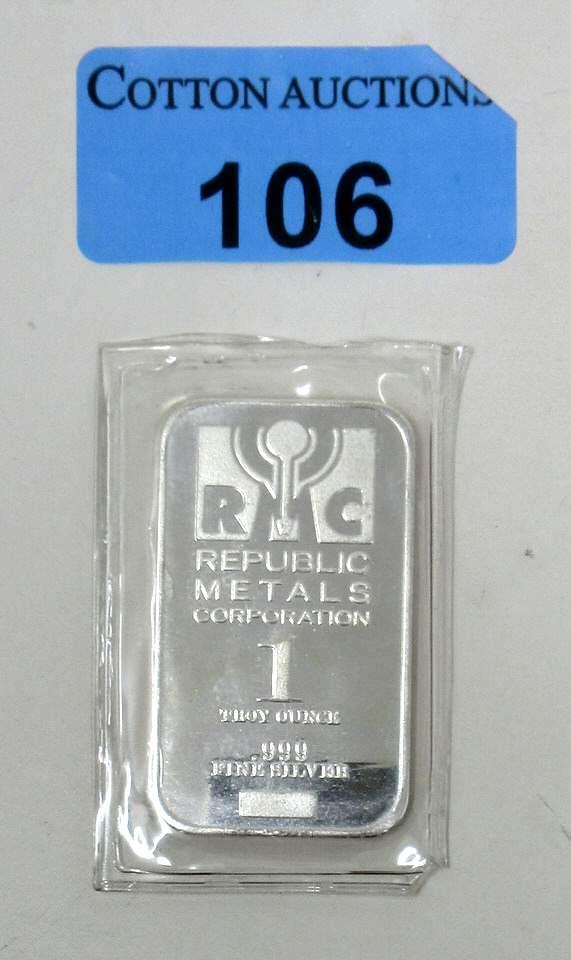 COTTON AUCTIONS
106
RMC
REPUBLIC
METALS
CORPORATION
1
TROY OUNCE
.999
FINE SILVER